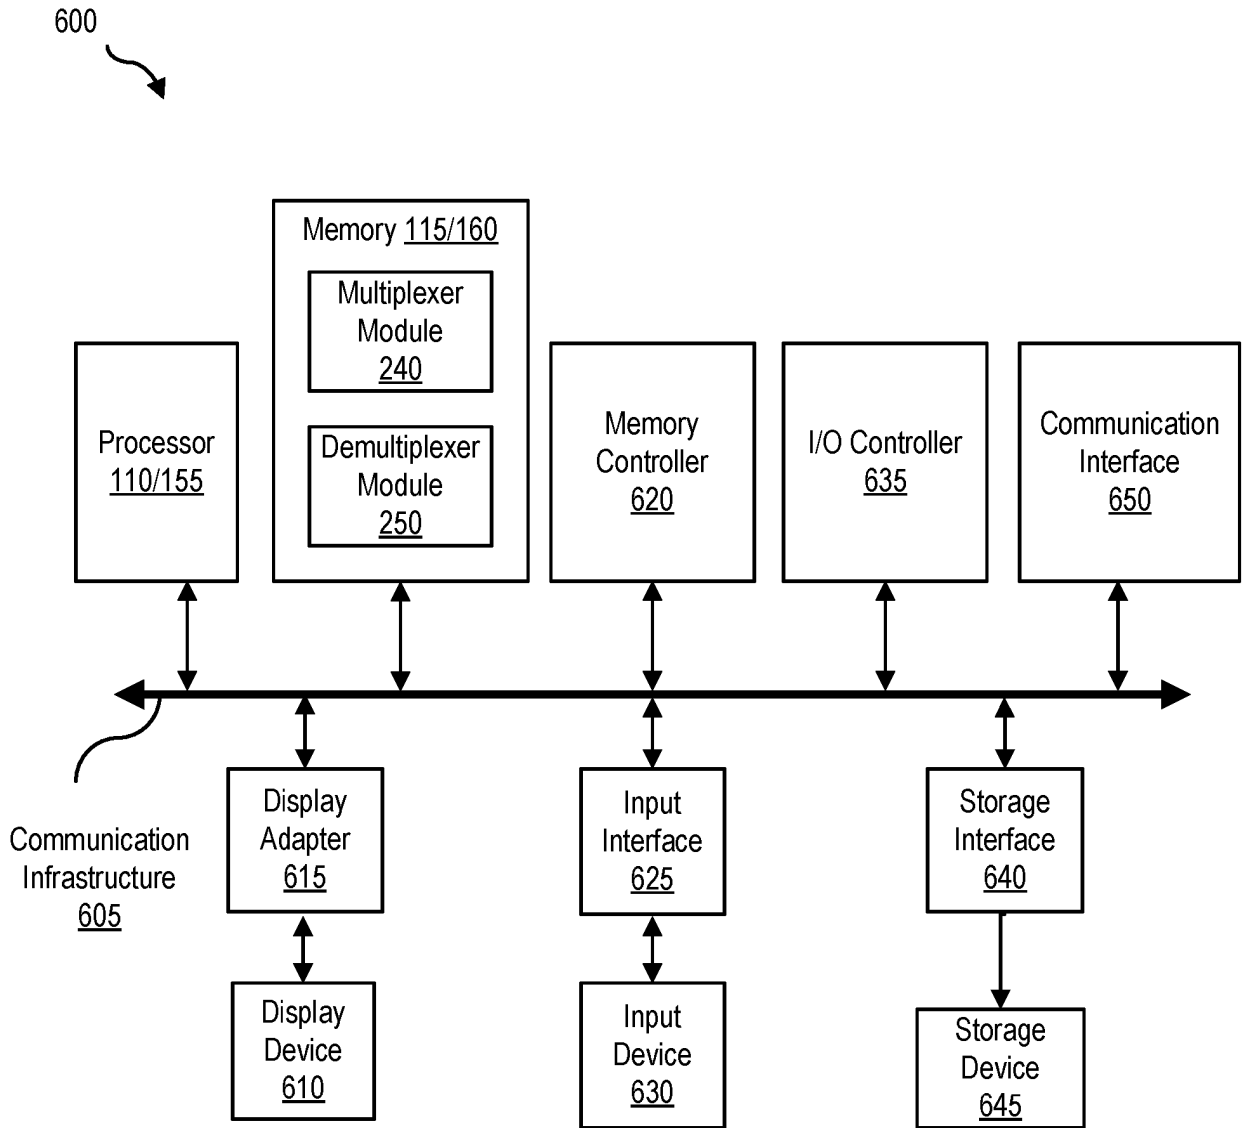 600
Memory 115/160
Multiplexer
Module
240
Demultiplexer
Module
250
Processor
110/155
Memory
Controller
620
I/O Controller
635
Communication
Interface
650
Communication
Infrastructure
605
Display
Adapter
615
Input
Interface
625
Storage
Interface
640
Display
Device
610
Input
Device
630
Storage
Device
645